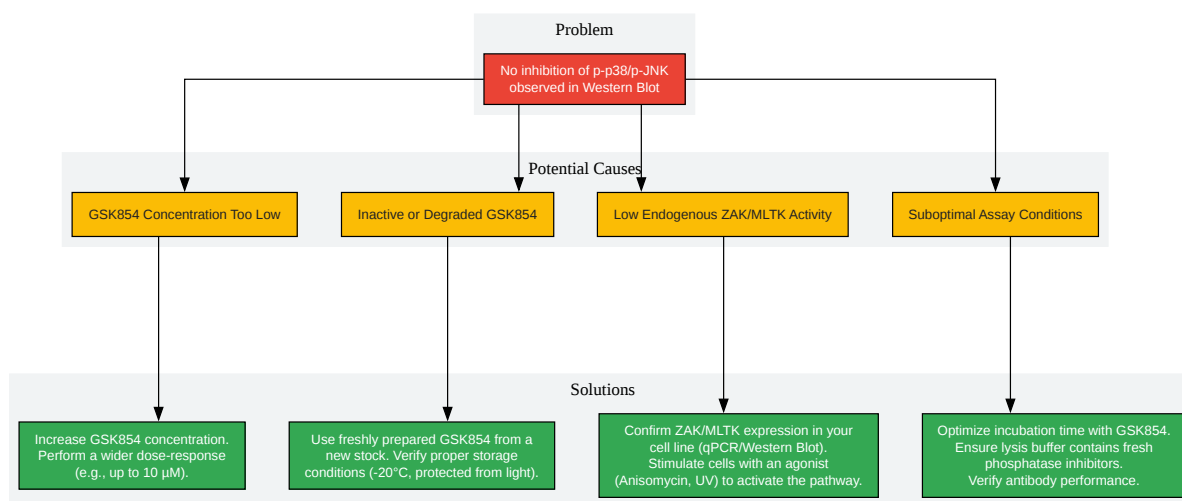 Problem
No inhibition of p-p38/p-JNK
observed in Western Blot
Potential Causes
GSK854 Concentration Too Low
Inactive or Degraded GSK854
Low Endogenous ZAK/MLTK Activity
Suboptimal Assay Conditions
Solutions
Increase GSK854 concentration.
Perform a wider dose-response
(e.g., up to 10 µM).
Use freshly prepared GSK854 from a
new stock. Verify proper storage
conditions (-20°C, protected from light).
Confirm ZAK/MLTK expression in your
cell line (qPCR/Western Blot).
Stimulate cells with an agonist
(Anisomycin, UV) to activate the pathway.
Optimize incubation time with GSK854.
Ensure lysis buffer contains fresh
phosphatase inhibitors.
Verify antibody performance.